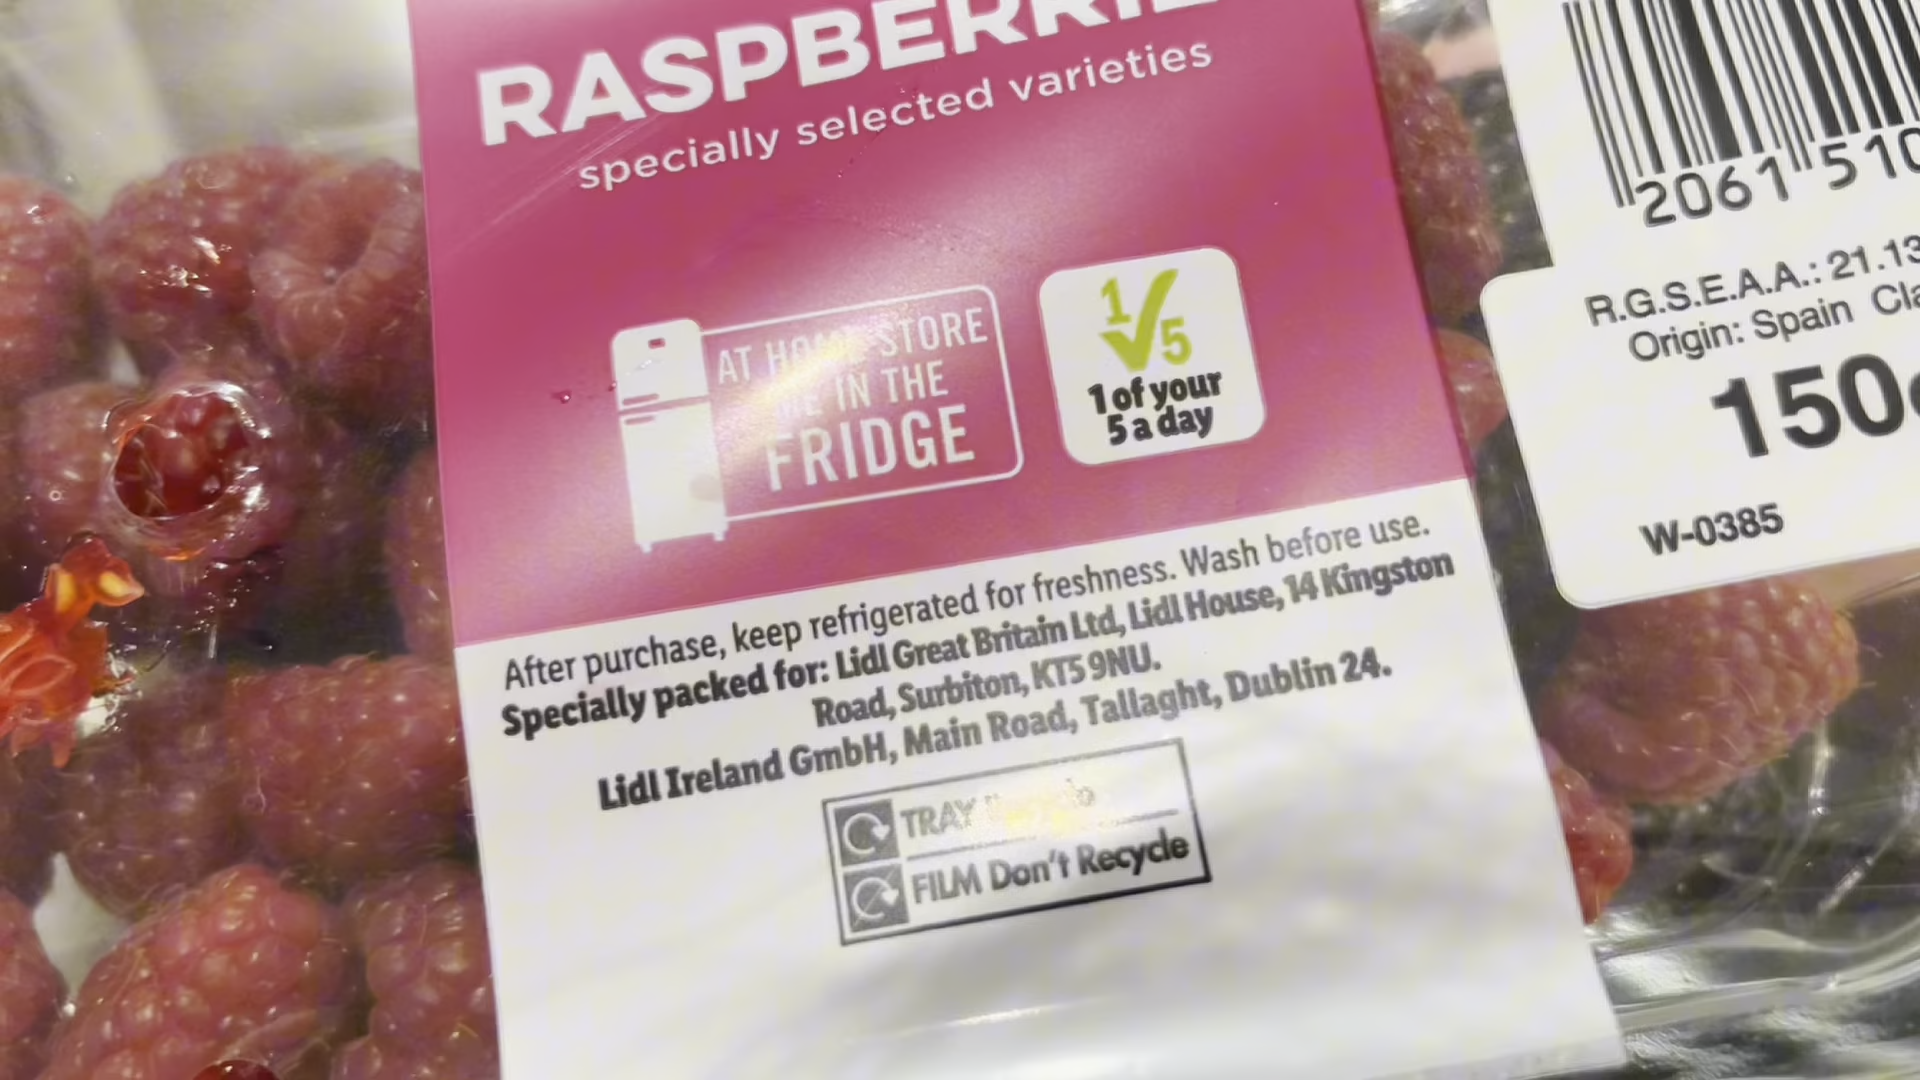 RASPBERRIE
specially selected varieties
AT HOME STORE
ME IN THE
FRIDGE
1/5
1 of your
5 a day
After purchase, keep refrigerated for freshness. Wash before use.
Specially packed for: Lidl Great Britain Ltd, Lidl House, 14 Kingston
Road, Surbiton, KT5 9NU.
Lidl Ireland GmbH, Main Road, Tallaght, Dublin 24.
TRAY
FILM Don't Recycle
2061 510
R.G.S.E.A.A.: 21.13
Origin: Spain Cla
150
W-0385